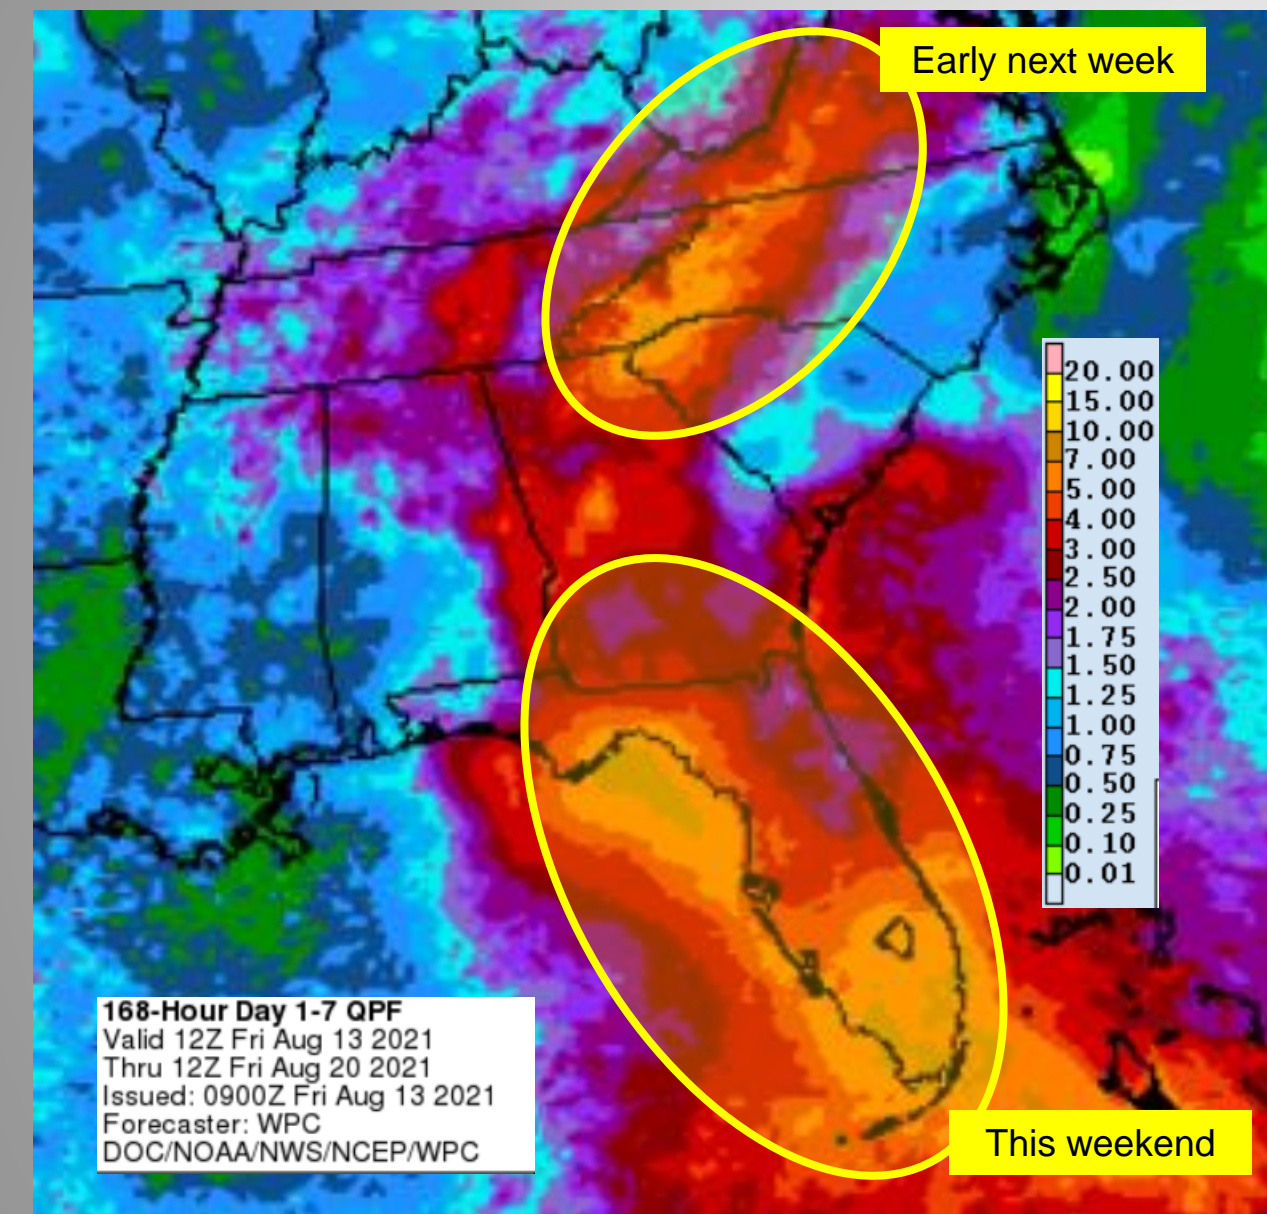 Early next week
20.00
15.00
10.00
7.00
5.00
4.00
3.00
2.50
2.00
1.75
1.50
1.25
1.00
0.75
0.50
0.25
0.10
0.01
168-Hour Day 1-7 QPF
Valid 12Z Fri Aug 13 2021
Thru 12Z Fri Aug 20 2021
Issued: 0900Z Fri Aug 13 2021
Forecaster: WPC
DOC/NOAA/NWS/NCEP/WPC
This weekend